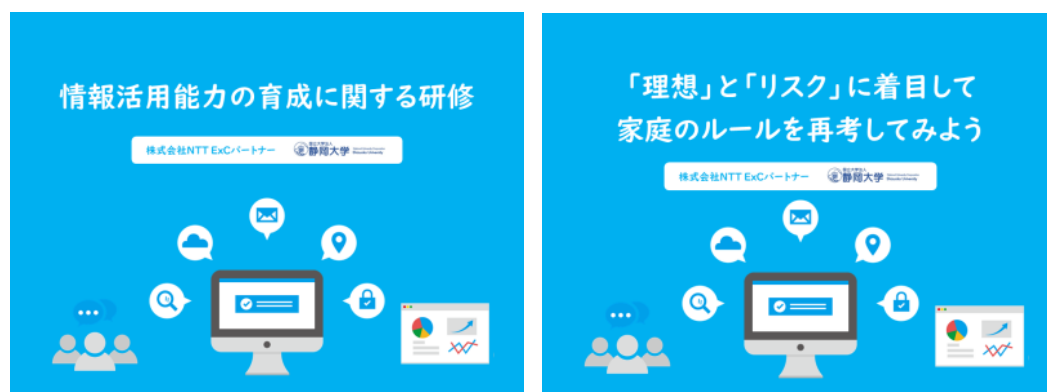 情報活用能力の育成に関する研修
株式会社NTT ExCパートナー
静岡大学
「理想」と「リスク」に着目して
家庭のルールを再考してみよう
株式会社NTT ExCパートナー
静岡大学